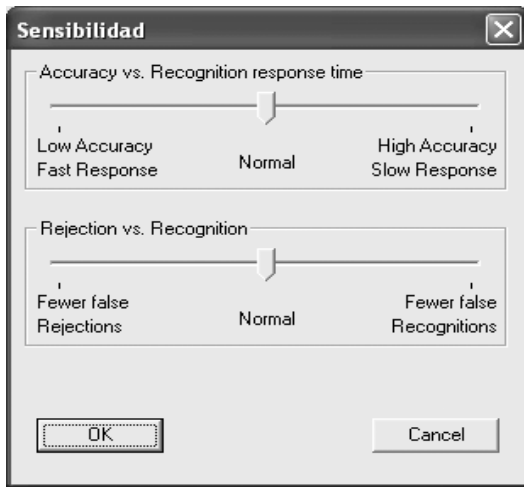 Sensibilidad
Accuracy vs. Recognition response time
Low Accuracy
Fast Response
Normal
High Accuracy
Slow Response
Rejection vs. Recognition
Fewer false
Rejections
Normal
Fewer false
Recognitions
OK
Cancel